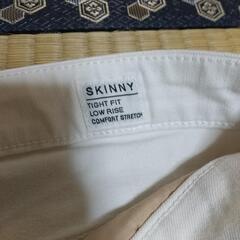 SKINNY
TIGHT FIT
LOW RISE
COMFORT STRETCH